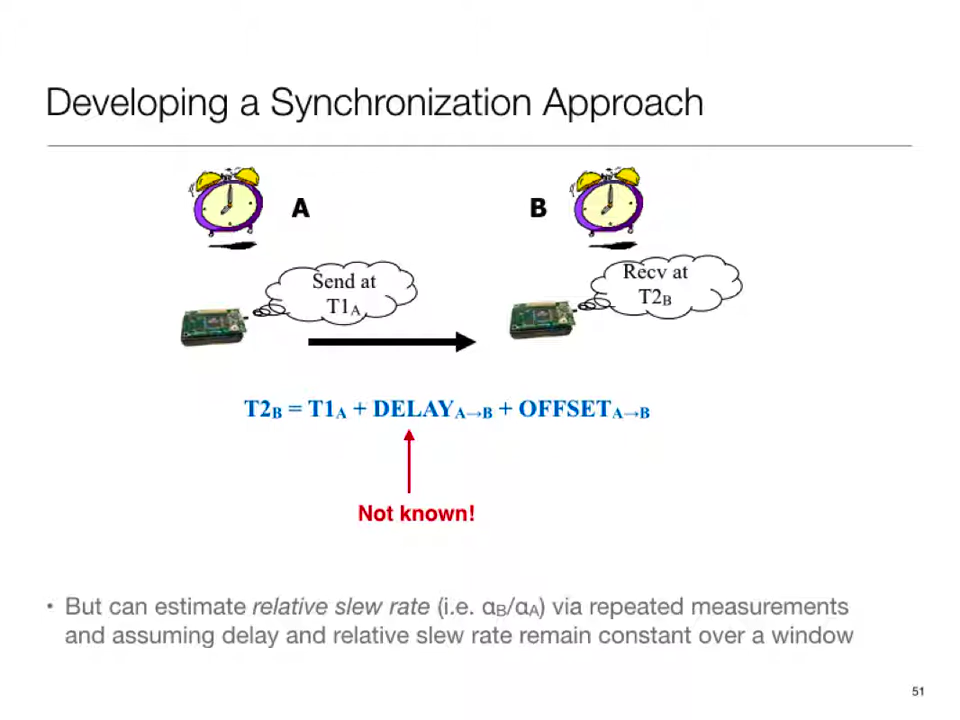 Developing a Synchronization Approach
A
B
Send at
T1A
Recv at
T2B
T2B = T1A + DELAYA→B + OFFSETA→B
Not known!
• But can estimate relative slew rate (i.e. αB/αA) via repeated measurements
and assuming delay and relative slew rate remain constant over a window
51